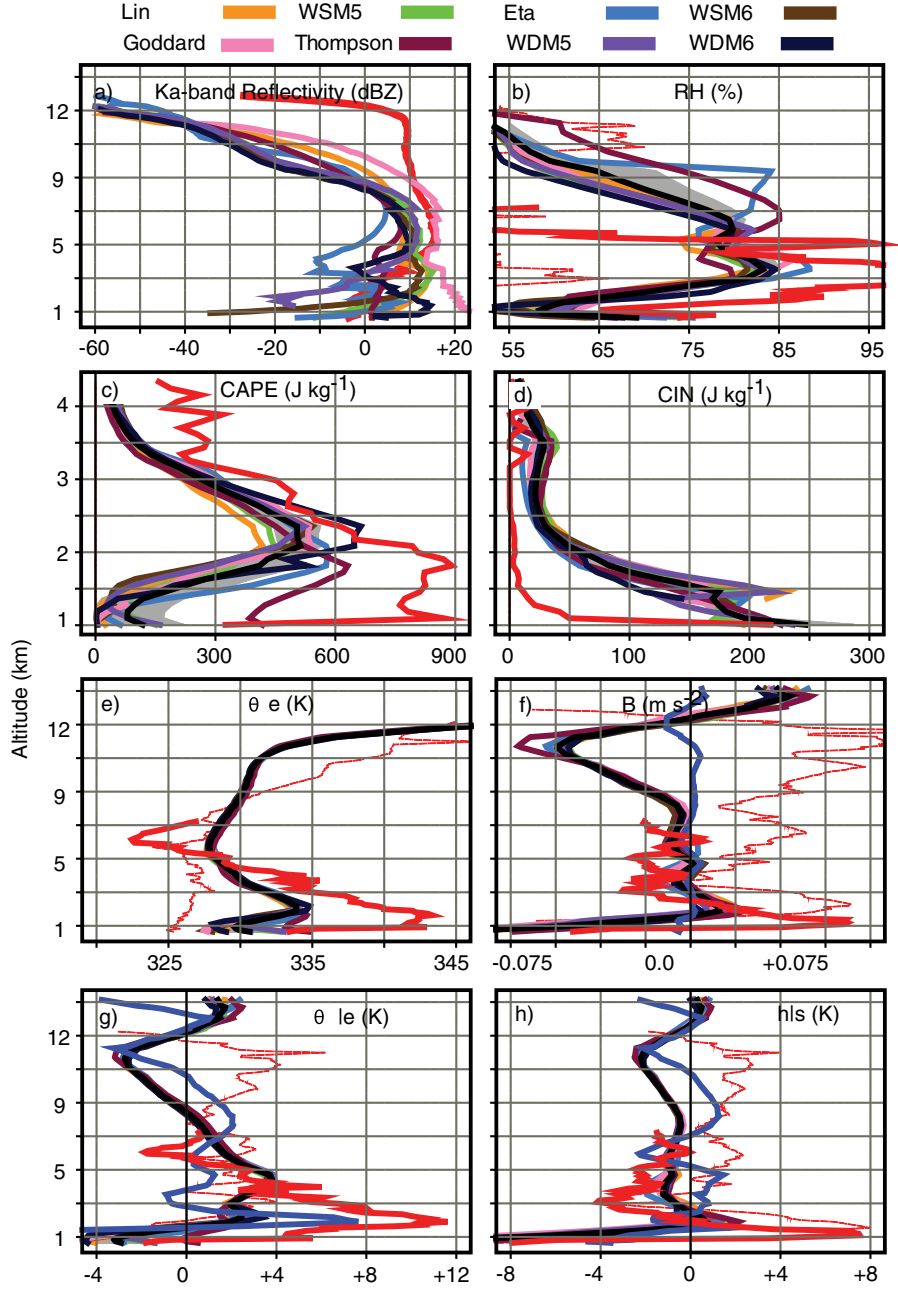 Lin WSM5 Eta WSM6
Goddard Thompson WDM5 WDM6
a) Ka-band Reflectivity (dBZ)
b) RH (%)
12
9
5
1
-60 -40 -20 0 +20
55 65 75 85 95
c) CAPE (J kg-1)
d) CIN (J kg-1)
4
3
2
1
0 300 600 900
0 100 200 300
Altitude (km)
e) θ e (K)
f) B (m s-2)
12
9
5
1
325 335 345
-0.075 0.0 +0.075
g) θ le (K)
h) hls (K)
12
9
5
1
-4 0 +4 +8 +12
-8 -4 0 +4 +8